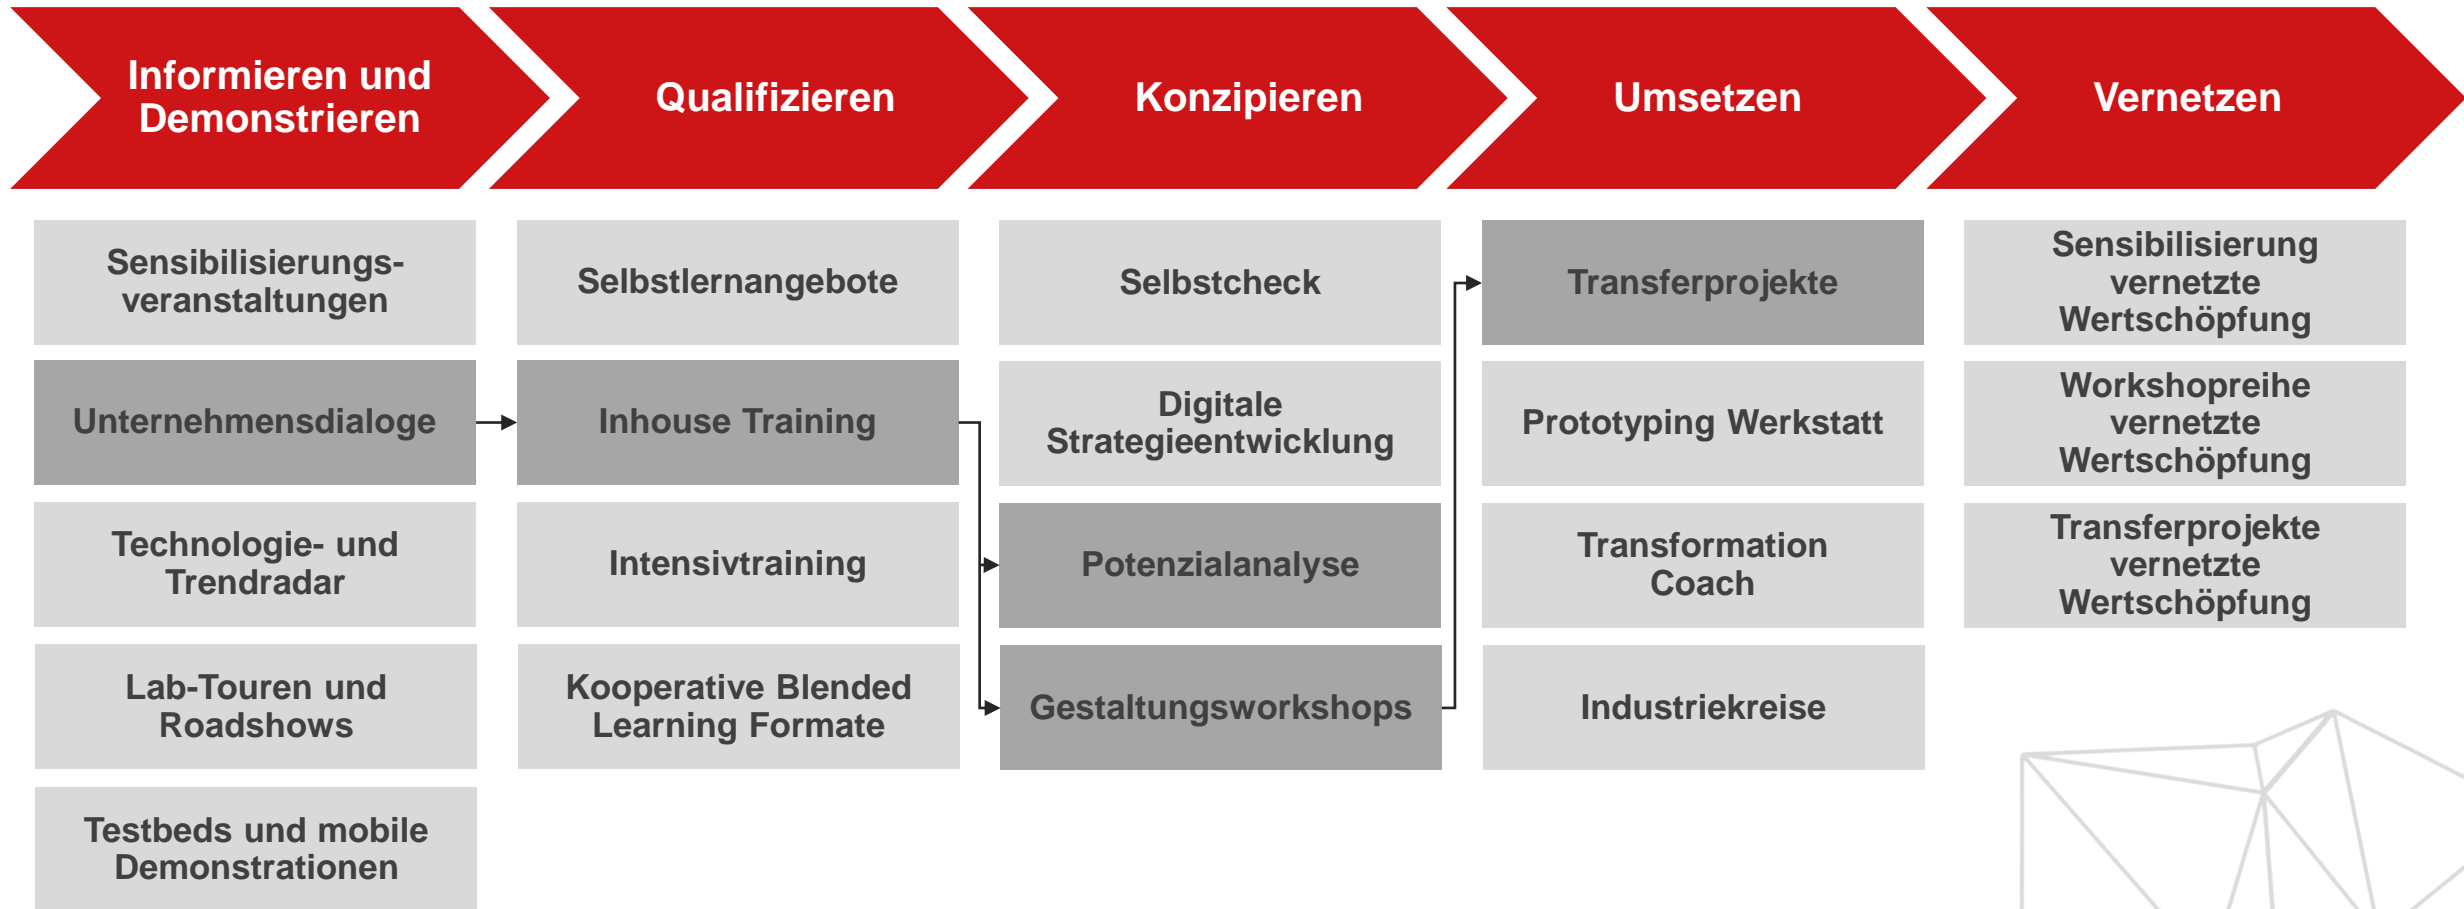 Informieren und
Demonstrieren
Qualifizieren
Konzipieren
Umsetzen
Vernetzen
Sensibilisierungs-
veranstaltungen
Unternehmensdialoge
Technologie- und
Trendradar
Lab-Touren und
Roadshows
Testbeds und mobile
Demonstrationen
Selbstlernangebote
Inhouse Training
Intensivtraining
Kooperative Blended
Learning Formate
Selbstcheck
Digitale
Strategieentwicklung
Potenzialanalyse
Gestaltungsworkshops
Transferprojekte
Prototyping Werkstatt
Transformation
Coach
Industriekreise
Sensibilisierung
vernetzte
Wertschöpfung
Workshopreihe
vernetzte
Wertschöpfung
Transferprojekte
vernetzte
Wertschöpfung